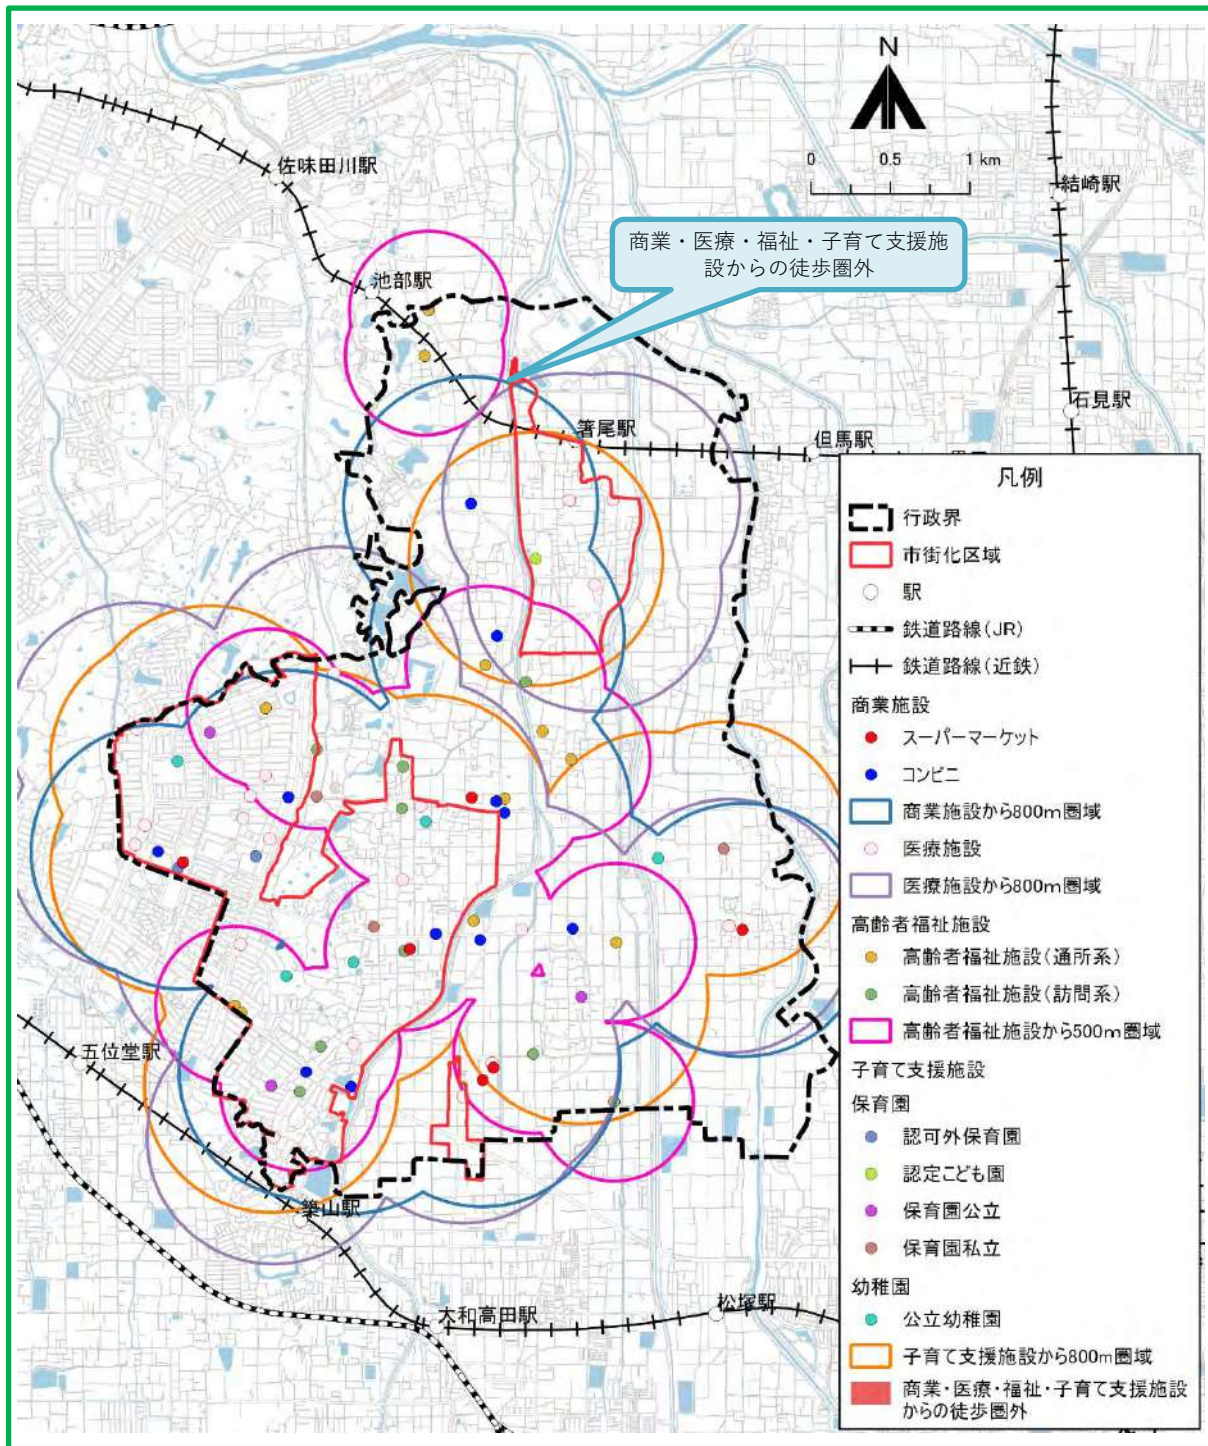 N
0 0.5 1 km
佐味田川駅
結崎駅
商業・医療・福祉・子育て支援施
設からの徒歩圏外
池部駅
石見駅
箸尾駅
但馬駅
凡例
行政界
市街化区域
駅
鉄道路線(JR)
鉄道路線(近鉄)
商業施設
スーパーマーケット
コンビニ
商業施設から800m圏域
医療施設
医療施設から800m圏域
高齢者福祉施設
高齢者福祉施設(通所系)
高齢者福祉施設(訪問系)
高齢者福祉施設から500m圏域
子育て支援施設
保育園
認可外保育園
認定こども園
保育園公立
保育園私立
幼稚園
公立幼稚園
子育て支援施設から800m圏域
商業・医療・福祉・子育て支援施設
からの徒歩圏外
五位堂駅
築山駅
大和高田駅
松塚駅